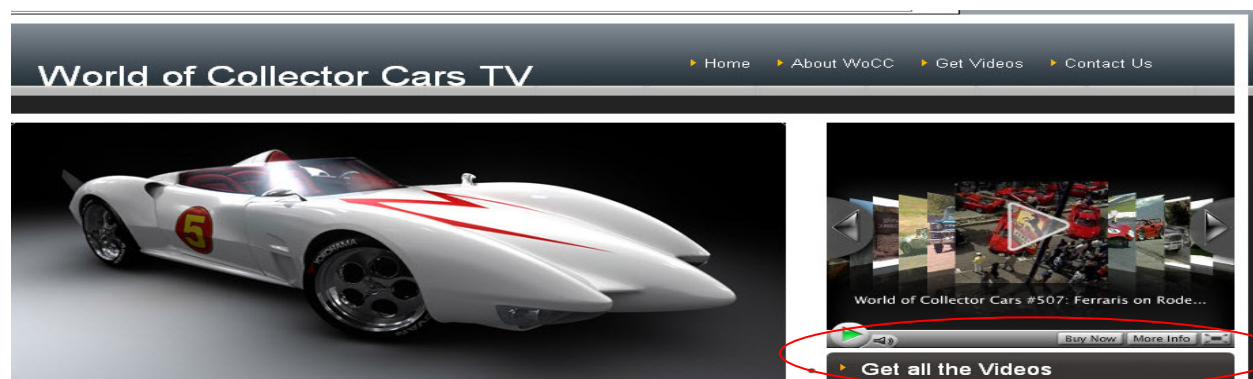 World of Collector Cars TV
Home About WoCC Get Videos Contact Us
5
YOKOHAMA
World of Collector Cars #507: Ferraris on Rode...
Buy Now More Info
Get all the Videos